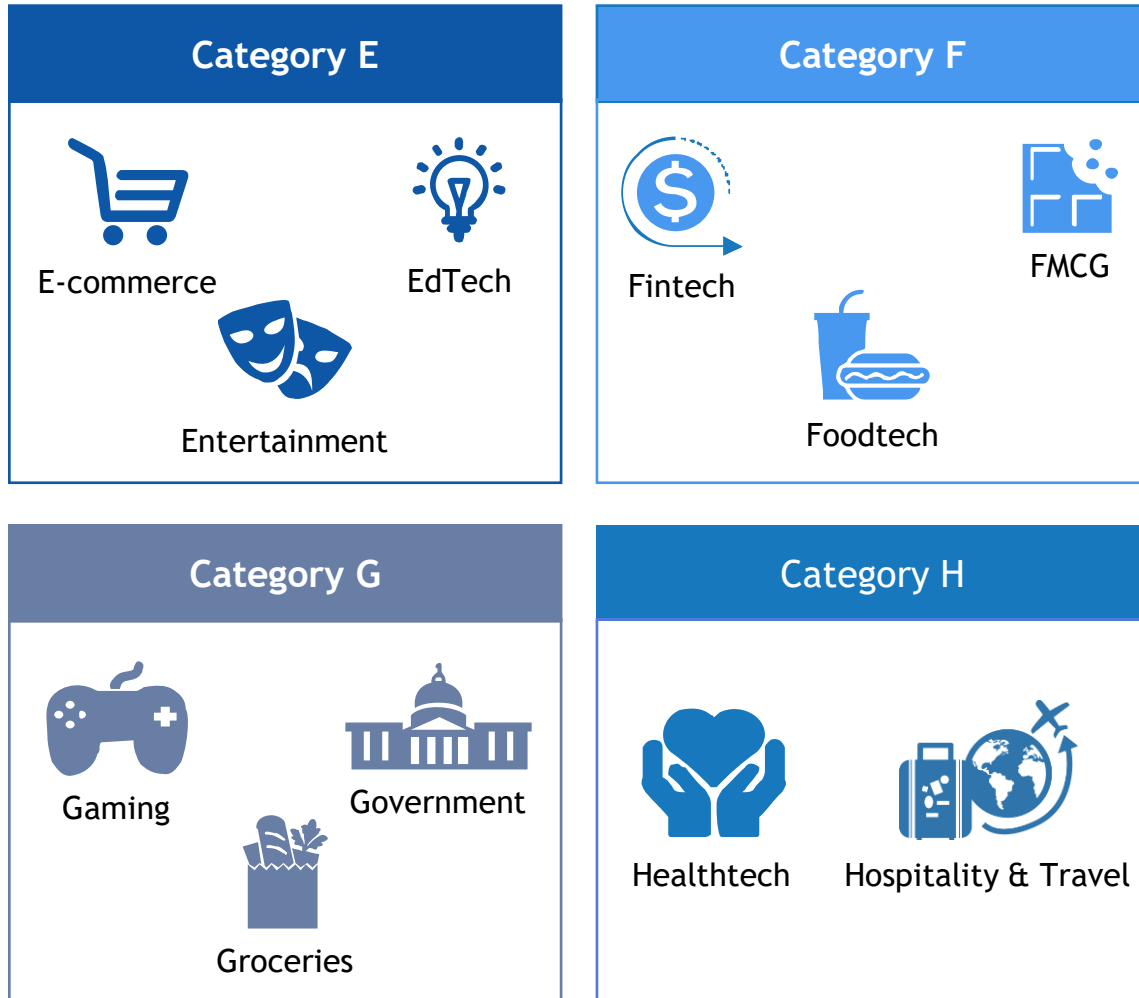 Category E
E-commerce
EdTech
Entertainment
Category F
Fintech
FMCG
Foodtech
Category G
Gaming
Government
Groceries
Category H
Healthtech
Hospitality & Travel